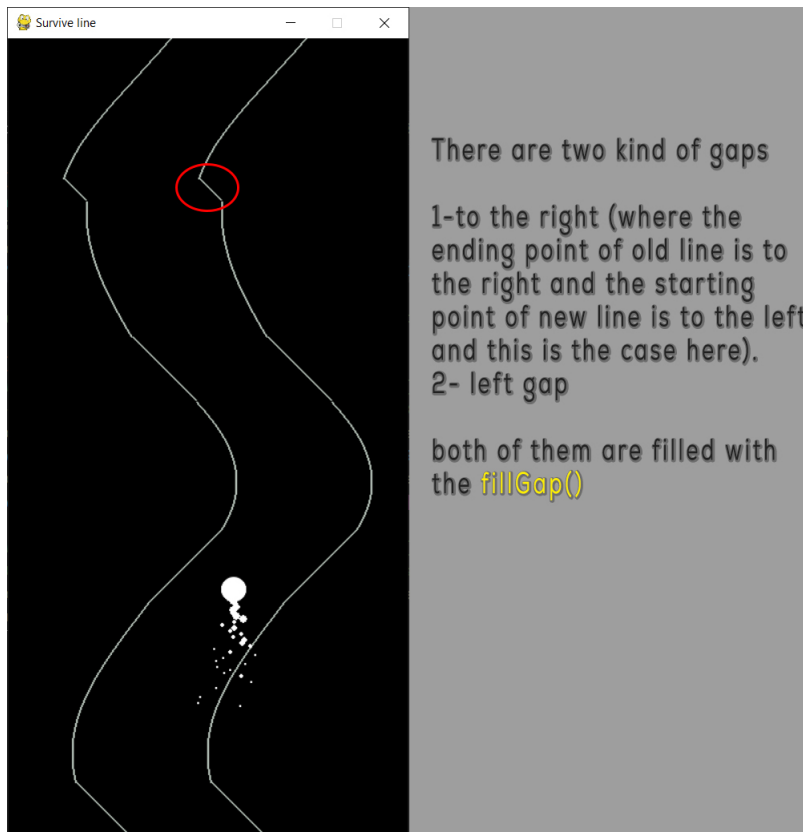 Survive line
There are two kind of gaps
1-to the right (where the
ending point of old line is to
the right and the starting
point of new line is to the left
and this is the case here).
2- left gap
both of them are filled with
the fillGap()